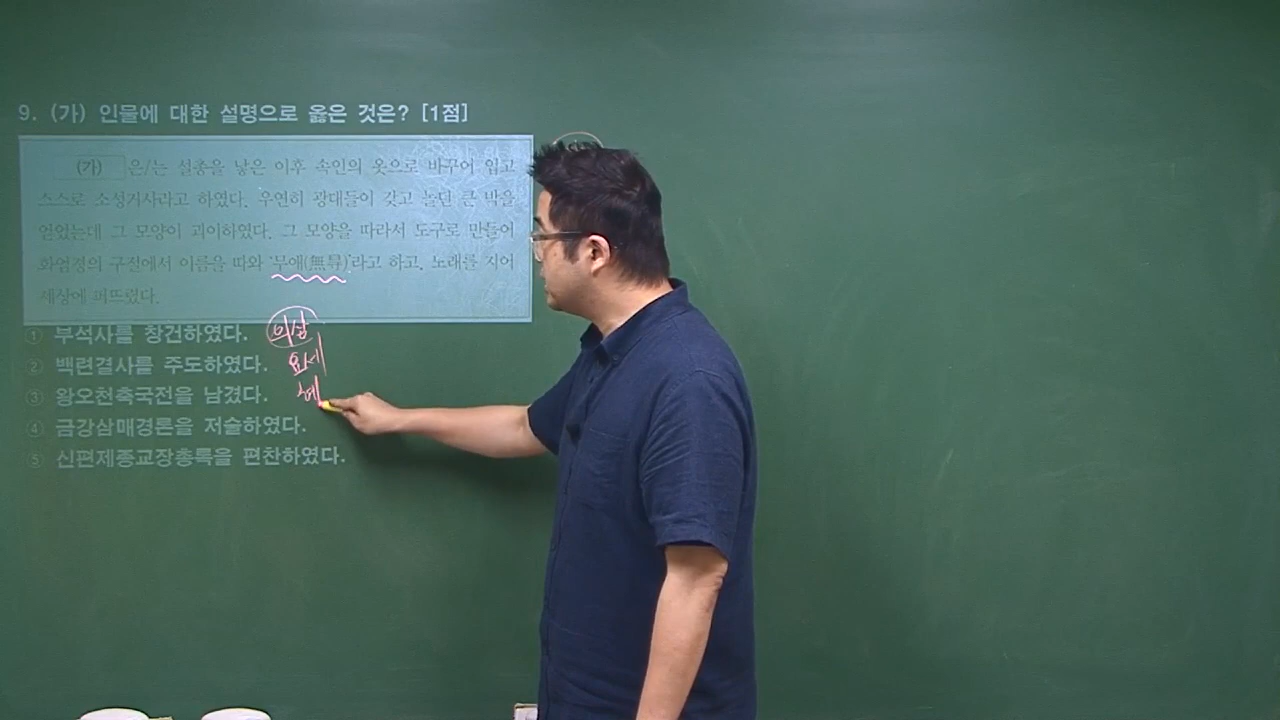 9. (가) 인물에 대한 설명으로 옳은 것은? [1점]
(가) 은/는 설총을 낳은 이후 속인의 옷으로 바꾸어 입고
스스로 소성거사라고 하였다. 우연히 광대들이 갖고 놀던 큰 박을
얻었는데 그 모양이 괴이하였다. 그 모양을 따라서 도구로 만들어
화엄경의 구절에서 이름을 따와 '무애(無㝵)'라고 하고, 노래를 지어
세상에 퍼뜨렸다.
① 부석사를 창건하였다. 의상
② 백련결사를 주도하였다. 요세
③ 왕오천축국전을 남겼다. 혜
④ 금강삼매경론을 저술하였다.
⑤ 신편제종교장총록을 편찬하였다.